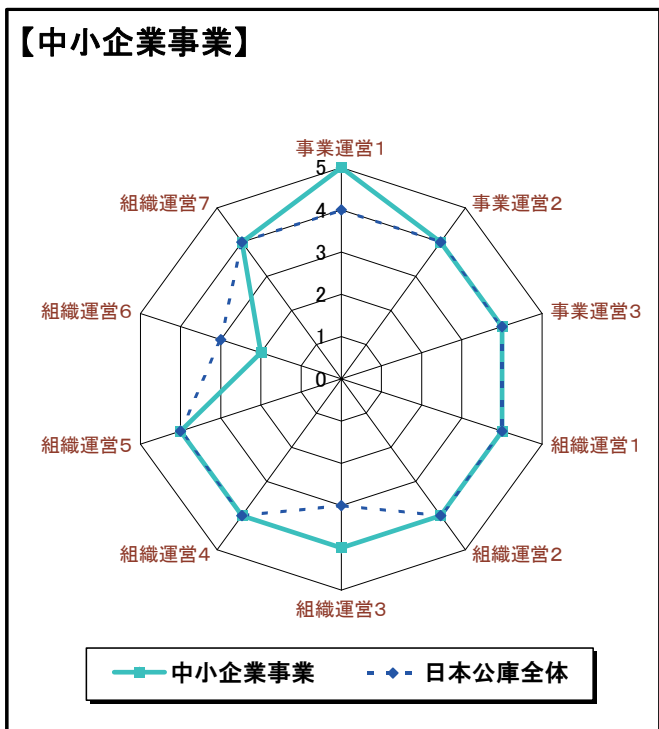 【中小企業事業】
事業運営1
事業運営2
事業運営3
組織運営1
組織運営2
組織運営3
組織運営4
組織運営5
組織運営6
組織運営7
5
4
3
2
1
0
中小企業事業
日本公庫全体